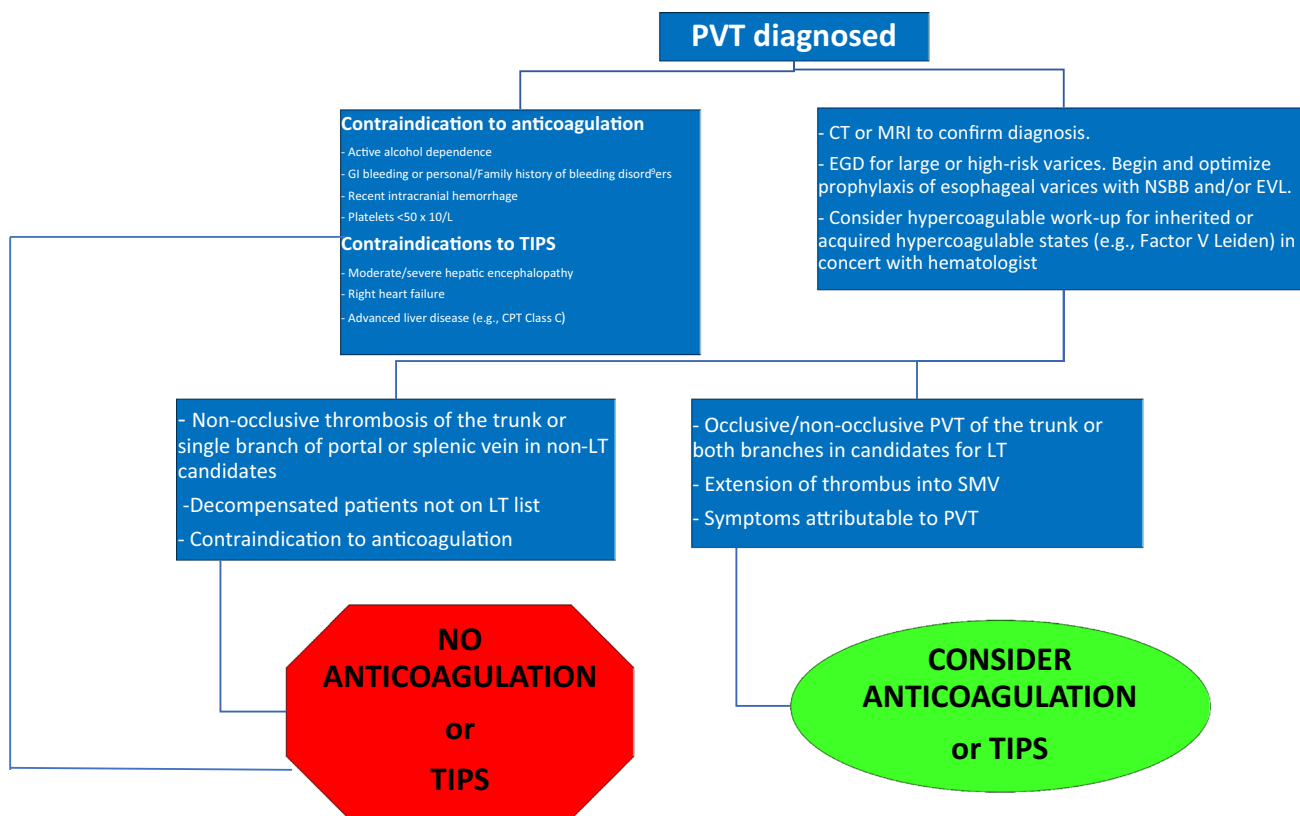 PVT diagnosed
Contraindication to anticoagulation
- Active alcohol dependence
- GI bleeding or personal/Family history of bleeding disord⁹ers
- Recent intracranial hemorrhage
- Platelets <50 x 10/L
Contraindications to TIPS
- Moderate/severe hepatic encephalopathy
- Right heart failure
- Advanced liver disease (e.g., CPT Class C)
- CT or MRI to confirm diagnosis.
- EGD for large or high-risk varices. Begin and optimize
prophylaxis of esophageal varices with NSBB and/or EVL.
- Consider hypercoagulable work-up for inherited or
acquired hypercoagulable states (e.g., Factor V Leiden) in
concert with hematologist
- Non-occlusive thrombosis of the trunk or
single branch of portal or splenic vein in non-LT
candidates
-Decompensated patients not on LT list
- Contraindication to anticoagulation
- Occlusive/non-occlusive PVT of the trunk or
both branches in candidates for LT
- Extension of thrombus into SMV
- Symptoms attributable to PVT
NO
ANTICOAGULATION
or
TIPS
CONSIDER
ANTICOAGULATION
or TIPS